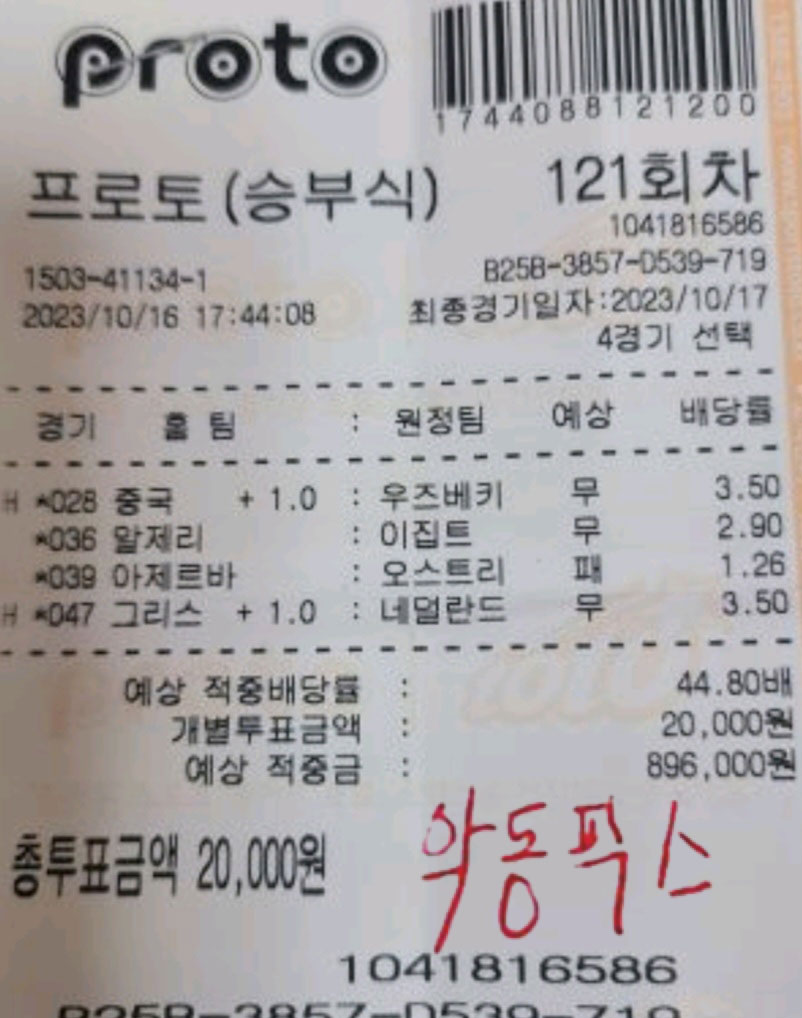 proto
1744088121200
프로토(승부식) 121회차
1041816586
1503-41134-1 B25B-3857-D539-719
2023/10/16 17:44:08 최종경기일자:2023/10/17
4경기 선택
경기 홈팀 : 원정팀 예상 배당률
H *028 중국 + 1.0 : 우즈베키 무 3.50
*036 알제리 : 이집트 무 2.90
*039 아제르바 : 오스트리 패 1.26
H *047 그리스 + 1.0 : 네덜란드 무 3.50
예상 적중배당률 : 44.80배
개별투표금액 : 20,000원
예상 적중금 : 896,000원
총투표금액 20,000원 악동픽스
1041816586
B25B-3857-D539-719